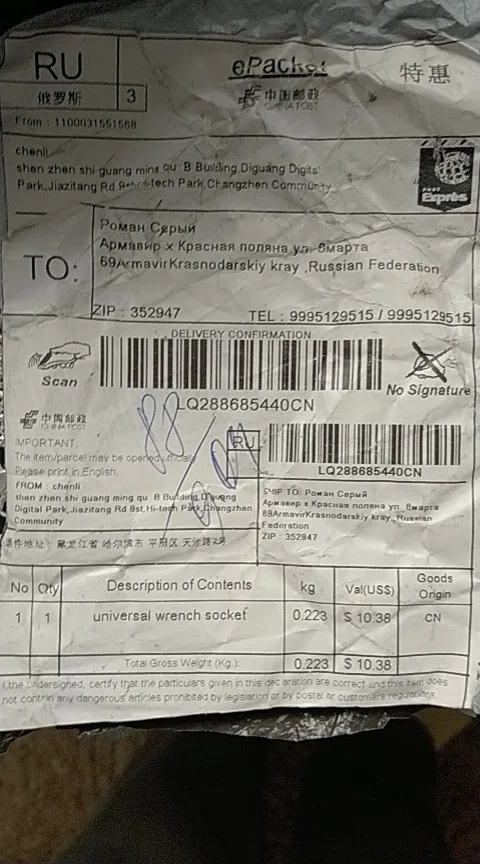 RU
俄罗斯
3
ePacket
中国邮政
CHINA POST
特惠
From : 1100031561568
chenli
shen zhen shi guang ming qu B Building,Diguang Digital
Park,Jiazitang Rd 8st,Hi-tech Park,Changzhen Community
POST
Expres
TO:
Роман Серый
Армавир х Красная поляна ул. 8марта
69ArmavirKrasnodarskiy kray ,Russian Federation
ZIP : 352947
TEL : 9995129515 / 9995129515
DELIVERY CONFIRMATION
Scan
No Signature
LQ288685440CN
88
中国邮政
CHINA POST
RU
LQ288685440CN
IMPORTANT:
The item/parcel may be opened officially
Please print in English.
FROM : chenli
shen zhen shi guang ming qu B Building,Diguang
Digital Park,Jiazitang Rd 8st,Hi-tech Park,Changzhen
Community
SHIP TO: Роман Серый
Армавир х Красная поляна ул. 8марта
69ArmavirKrasnodarskiy kray ,Russian
Federation
ZIP : 352947
件地址: 黑龙江省 哈尔滨市 平房区 天池路2号
No Qty Description of Contents kg Val(US$) Goods Origin
1 1 universal wrench socket 0.223 $ 10.38 CN
Total Gross Weight (Kg.): 0.223 $ 10.38
I,the undersigned, certify that the particulars given in this declaration are correct and this item does
not contain any dangerous articles prohibited by legislation or by postal or customers regulations.